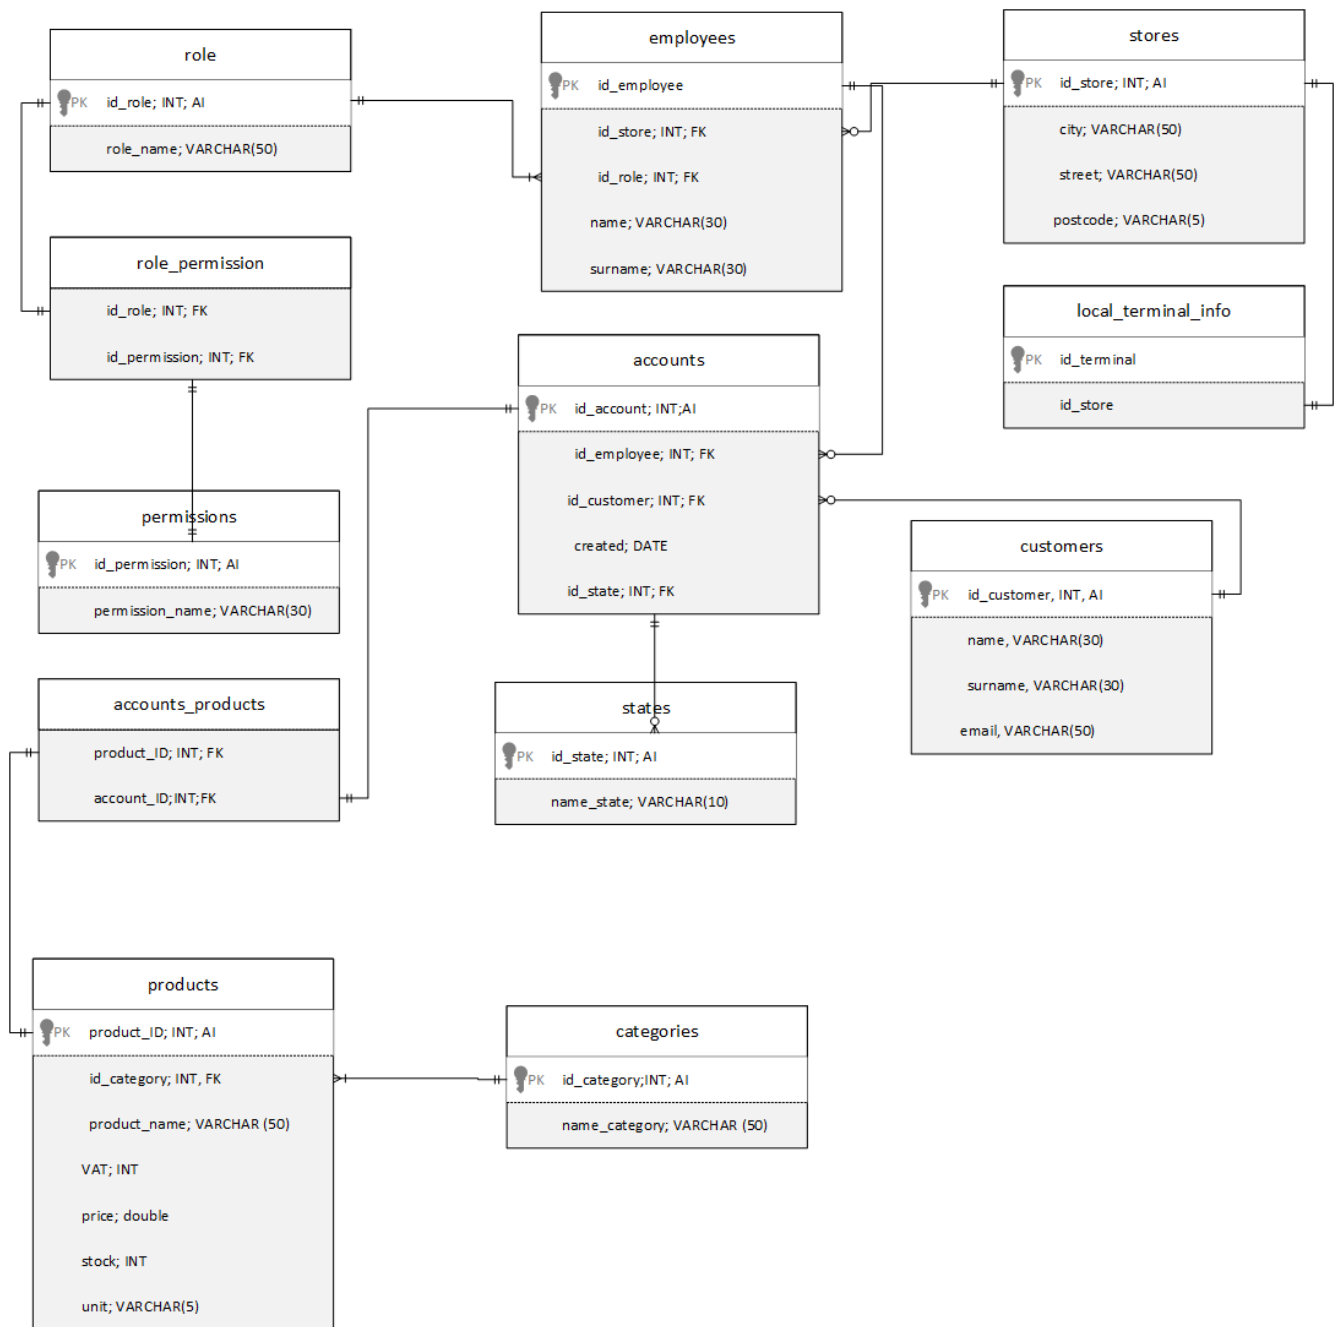 role
PK id_role; INT; AI
role_name; VARCHAR(50)
employees
PK id_employee
id_store; INT; FK
id_role; INT; FK
name; VARCHAR(30)
surname; VARCHAR(30)
stores
PK id_store; INT; AI
city; VARCHAR(50)
street; VARCHAR(50)
postcode; VARCHAR(5)
role_permission
id_role; INT; FK
id_permission; INT; FK
local_terminal_info
PK id_terminal
id_store
accounts
PK id_account; INT;AI
id_employee; INT; FK
id_customer; INT; FK
created; DATE
id_state; INT; FK
permissions
PK id_permission; INT; AI
permission_name; VARCHAR(30)
customers
PK id_customer, INT, AI
name, VARCHAR(30)
surname, VARCHAR(30)
email, VARCHAR(50)
accounts_products
product_ID; INT; FK
account_ID;INT;FK
states
PK id_state; INT; AI
name_state; VARCHAR(10)
products
PK product_ID; INT; AI
id_category; INT, FK
product_name; VARCHAR (50)
VAT; INT
price; double
stock; INT
unit; VARCHAR(5)
categories
PK id_category;INT; AI
name_category; VARCHAR (50)